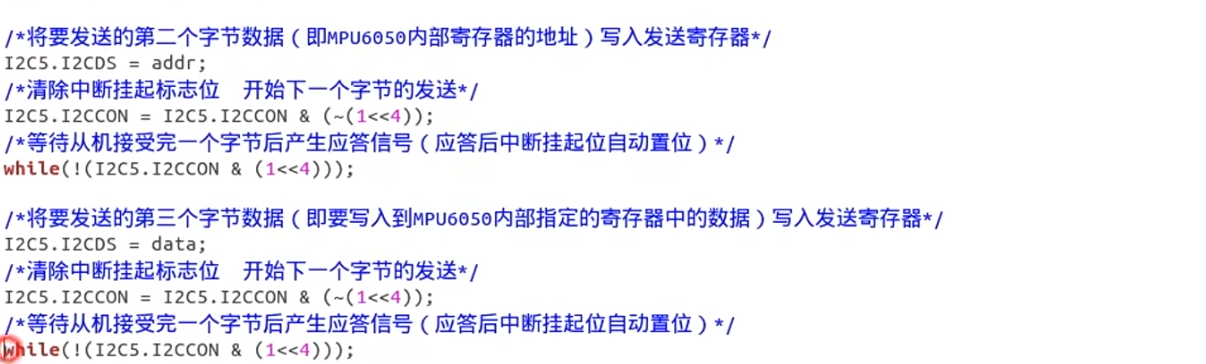 /*将要发送的第二个字节数据（即MPU6050内部寄存器的地址）写入发送寄存器*/
I2C5.I2CDS = addr;
/*清除中断挂起标志位  开始下一个字节的发送*/
I2C5.I2CCON = I2C5.I2CCON & (~(1<<4));
/*等待从机接受完一个字节后产生应答信号（应答后中断挂起位自动置位）*/
while(!(I2C5.I2CCON & (1<<4)));
/*将要发送的第三个字节数据（即要写入到MPU6050内部指定的寄存器中的数据）写入发送寄存器*/
I2C5.I2CDS = data;
/*清除中断挂起标志位  开始下一个字节的发送*/
I2C5.I2CCON = I2C5.I2CCON & (~(1<<4));
/*等待从机接受完一个字节后产生应答信号（应答后中断挂起位自动置位）*/
while(!(I2C5.I2CCON & (1<<4)));